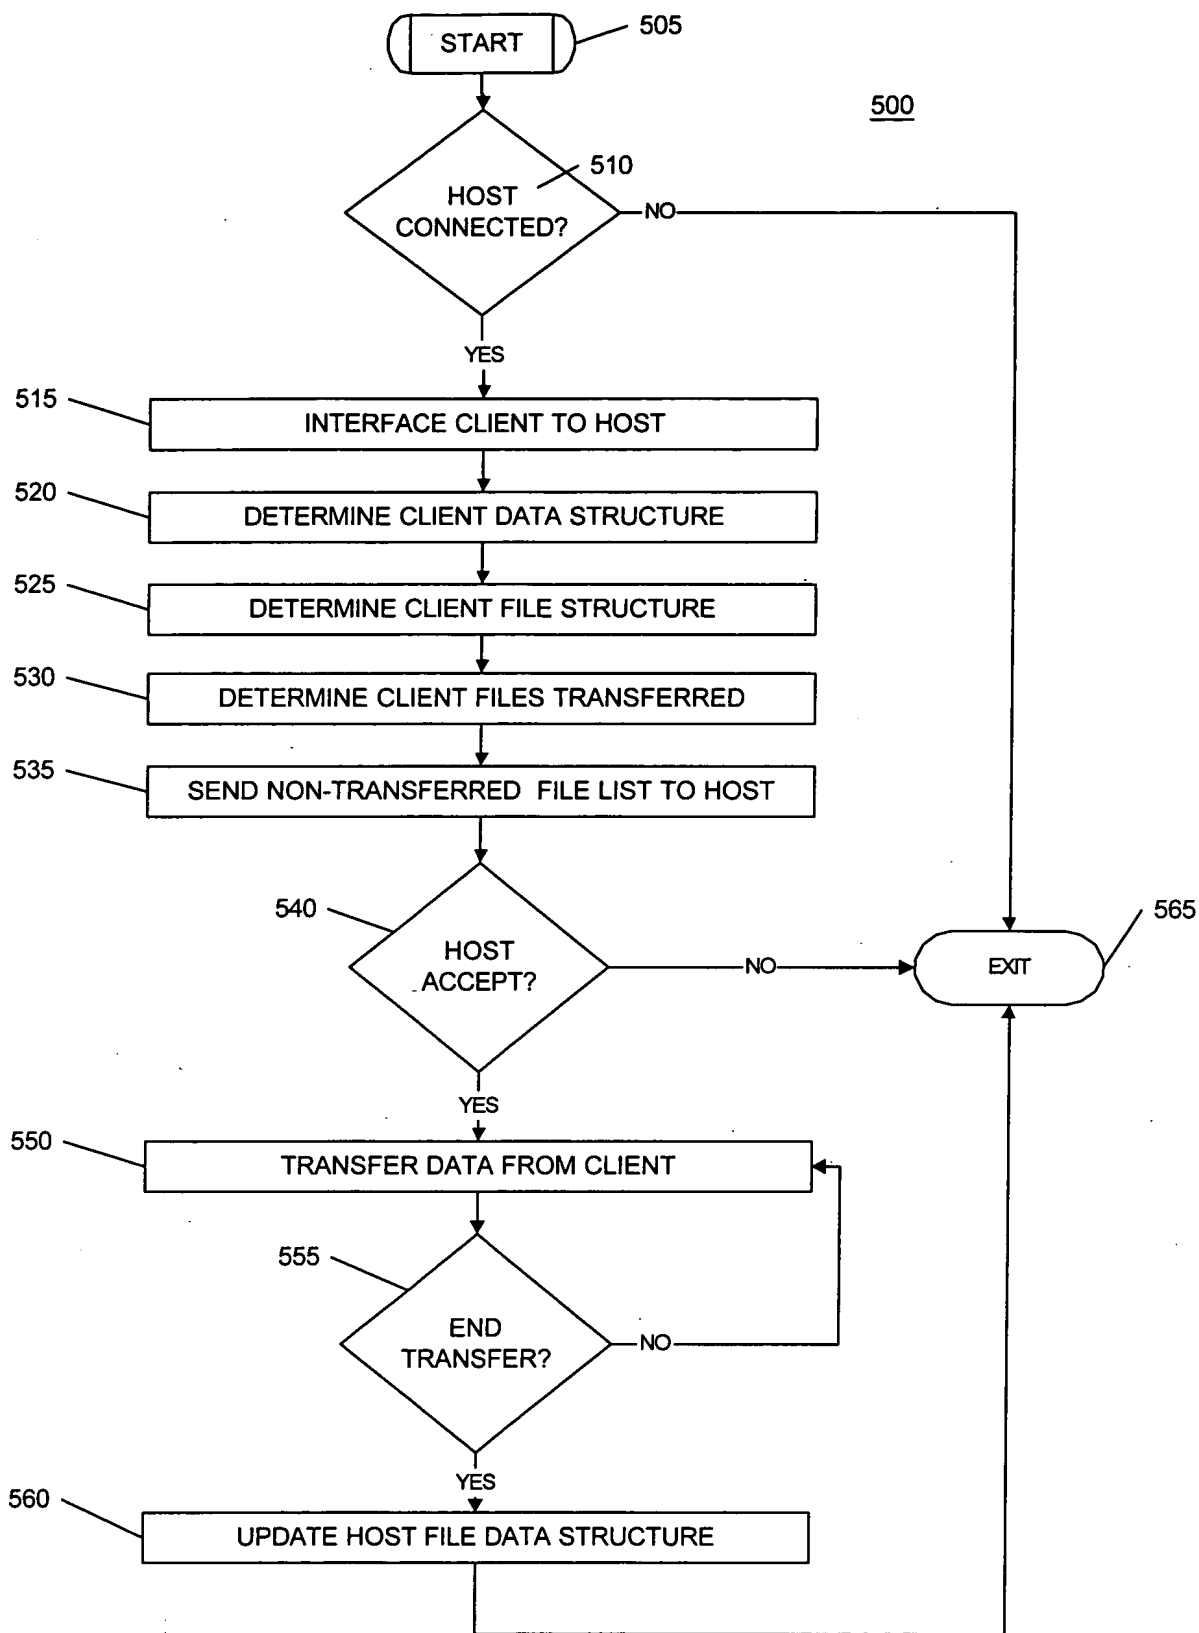 START
505
500
510
HOST
CONNECTED?
NO
YES
515
INTERFACE CLIENT TO HOST
520
DETERMINE CLIENT DATA STRUCTURE
525
DETERMINE CLIENT FILE STRUCTURE
530
DETERMINE CLIENT FILES TRANSFERRED
535
SEND NON-TRANSFERRED FILE LIST TO HOST
540
HOST
ACCEPT?
NO
EXIT
565
YES
550
TRANSFER DATA FROM CLIENT
555
END
TRANSFER?
NO
YES
560
UPDATE HOST FILE DATA STRUCTURE